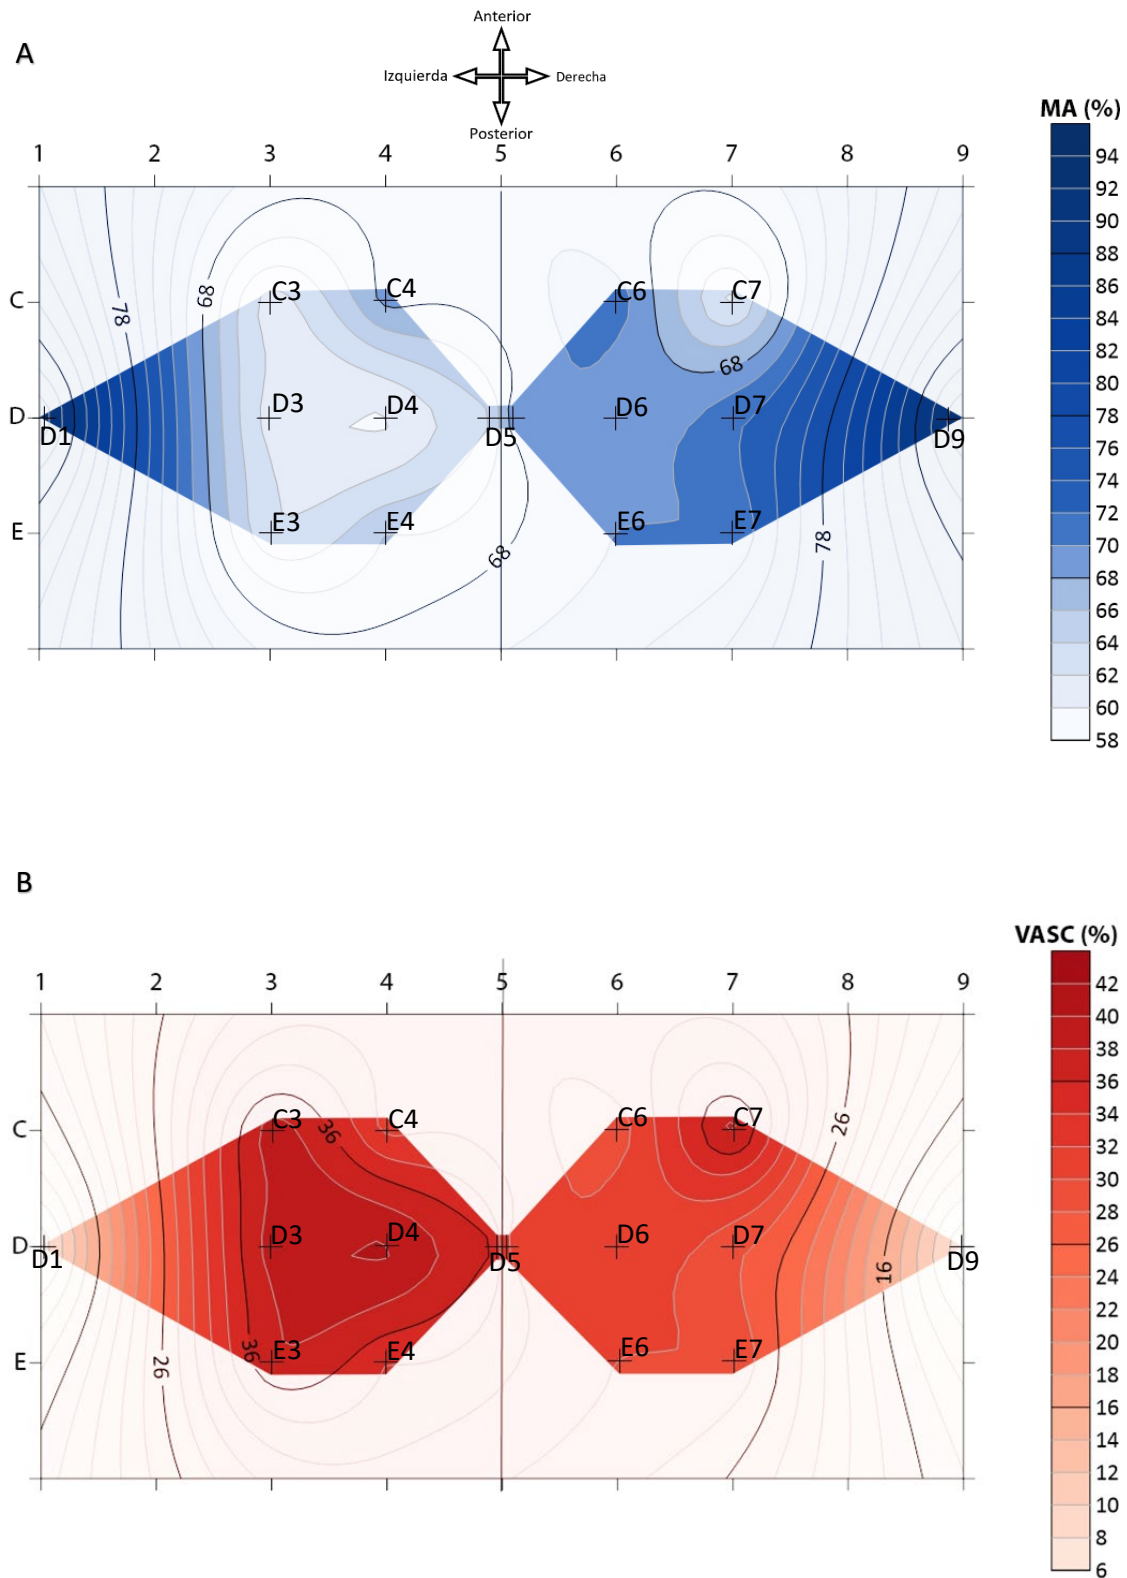 Anterior
A
Izquierda
Derecha
Posterior
MA (%)
1 2 3 4 5 6 7 8 9
94
92
90
88
86
84
82
80
78
76
74
72
70
68
66
64
62
60
58
C
D
E
C3 C4 C6 C7
68
78
68
D3 D4 D6 D7
D1 D5 D9
E3 E4 E6 E7
68
78
B
VASC (%)
1 2 3 4 5 6 7 8 9
42
40
38
36
34
32
30
28
26
24
22
20
18
16
14
12
10
8
6
C
D
E
C3 C4 C6 C7
36
26
D3 D4 D6 D7
D1 D5 D9
16
E3 E4 E6 E7
36
26